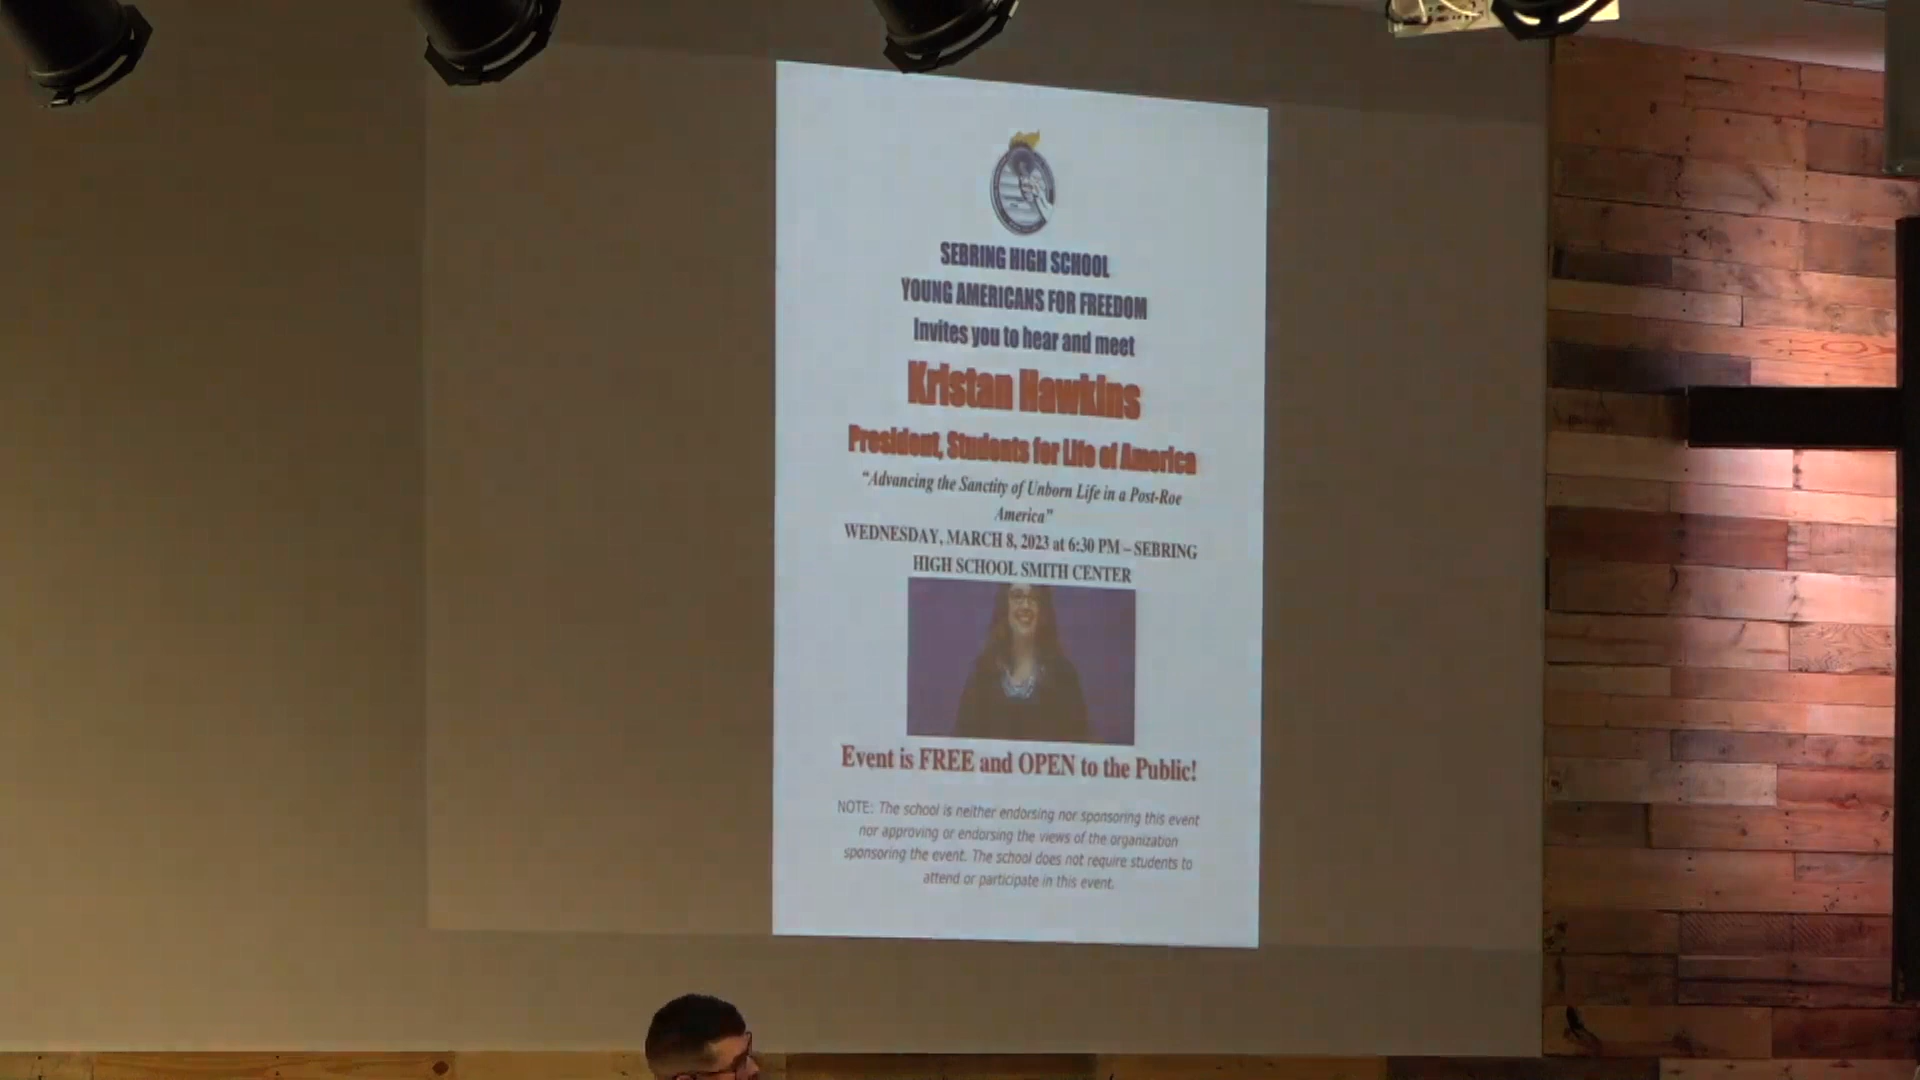 SEBRING HIGH SCHOOL
YOUNG AMERICANS FOR FREEDOM
Invites you to hear and meet
Kristan Hawkins
President, Students for Life of America
"Advancing the Sanctity of Unborn Life in a Post-Roe
America"
WEDNESDAY, MARCH 8, 2023 at 6:30 PM – SEBRING
HIGH SCHOOL SMITH CENTER
Event is FREE and OPEN to the Public!
NOTE: The school is neither endorsing nor sponsoring this event
nor approving or endorsing the views of the organization
sponsoring the event. The school does not require students to
attend or participate in this event.